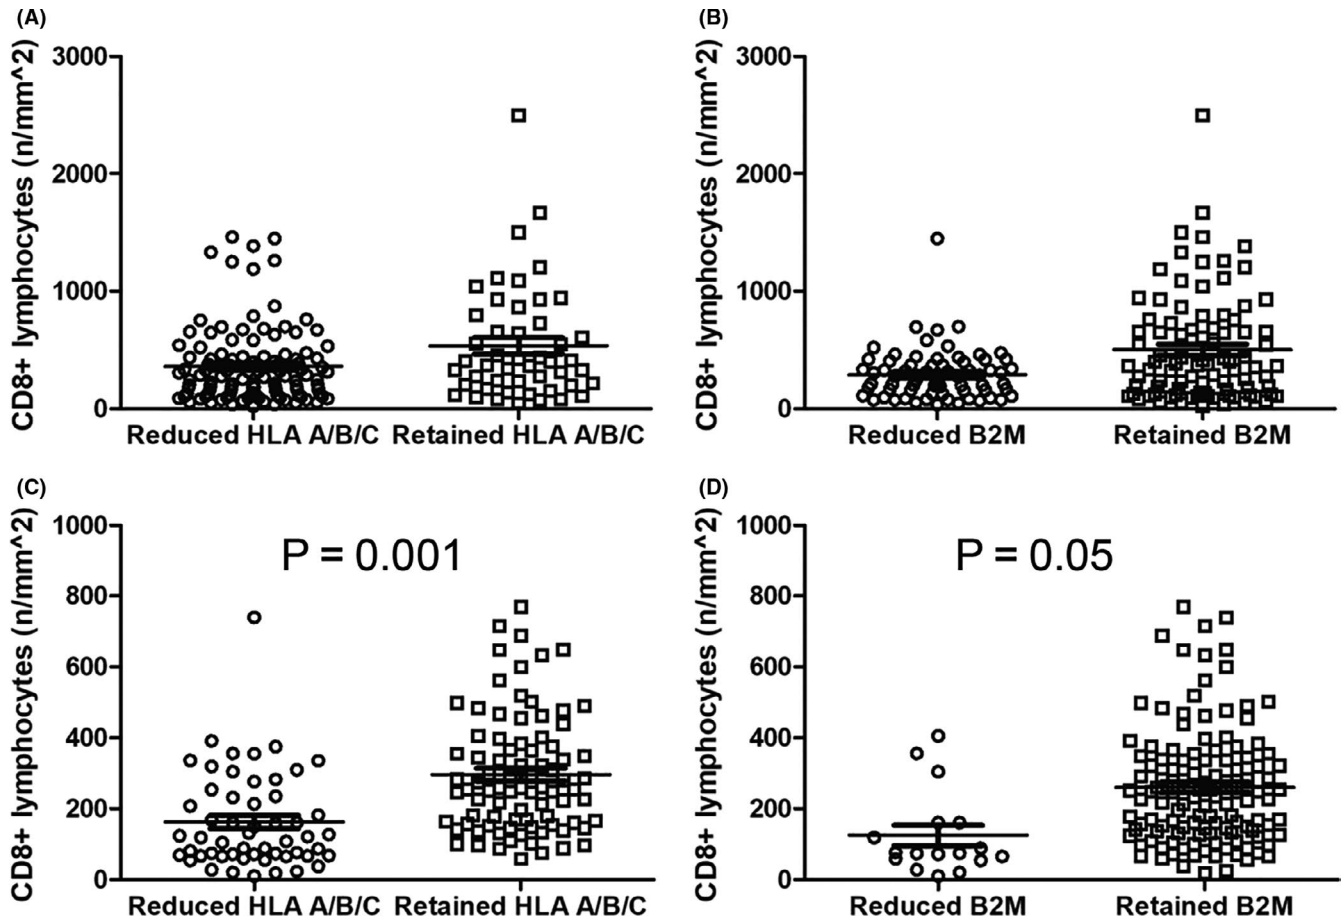 (A)
CD8+ lymphocytes (n/mm^2)
3000
2000
1000
0
Reduced HLA A/B/C Retained HLA A/B/C
(B)
CD8+ lymphocytes (n/mm^2)
3000
2000
1000
0
Reduced B2M Retained B2M
(C)
CD8+ lymphocytes (n/mm^2)
1000
800
600
400
200
0
P = 0.001
Reduced HLA A/B/C Retained HLA A/B/C
(D)
CD8+ lymphocytes (n/mm^2)
1000
800
600
400
200
0
P = 0.05
Reduced B2M Retained B2M